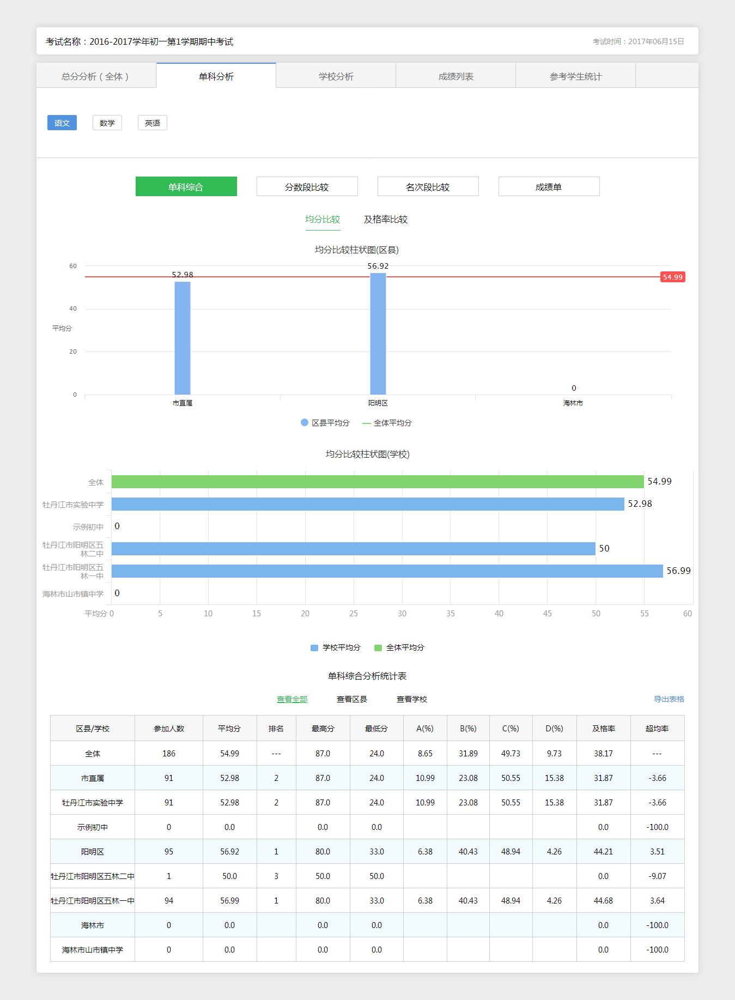 考试名称：2016-2017学年初一第1学期期中考试 考试时间：2017年06月15日
总分分析（全体） 单科分析 学校分析 成绩列表 参考学生统计
语文 数学 英语
单科综合 分数段比较 名次段比较 成绩单
均分比较 及格率比较
均分比较柱状图(区县)
60
56.92
52.98
54.99
40
平均分
20
0
0
市直属 阳明区 海林市
区县平均分 全体平均分
均分比较柱状图(学校)
全体 54.99
牡丹江市实验中学 52.98
示例初中 0
牡丹江市阳明区五
林二中 50
牡丹江市阳明区五
林一中 56.99
海林市山市镇中学 0
平均分 0 5 10 15 20 25 30 35 40 45 50 55 60
学校平均分 全体平均分
单科综合分析统计表
查看全部 查看区县 查看学校 导出表格
区县/学校 参加人数 平均分 排名 最高分 最低分 A(%) B(%) C(%) D(%) 及格率 超均率
全体 186 54.99 --- 87.0 24.0 8.65 31.89 49.73 9.73 38.17 ---
市直属 91 52.98 2 87.0 24.0 10.99 23.08 50.55 15.38 31.87 -3.66
牡丹江市实验中学 91 52.98 2 87.0 24.0 10.99 23.08 50.55 15.38 31.87 -3.66
示例初中 0 0.0 0.0 0.0 0.0 -100.0
阳明区 95 56.92 1 80.0 33.0 6.38 40.43 48.94 4.26 44.21 3.51
牡丹江市阳明区五林二中 1 50.0 3 50.0 50.0 0.0 -9.07
牡丹江市阳明区五林一中 94 56.99 1 80.0 33.0 6.38 40.43 48.94 4.26 44.68 3.64
海林市 0 0.0 0.0 0.0 0.0 -100.0
海林市山市镇中学 0 0.0 0.0 0.0 0.0 -100.0